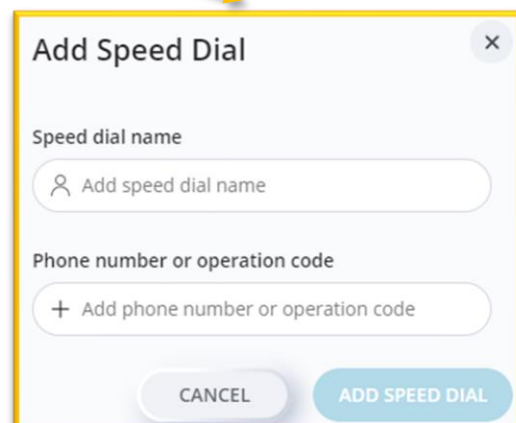 Add Speed Dial
Speed dial name
Add speed dial name
Phone number or operation code
Add phone number or operation code
CANCEL
ADD SPEED DIAL